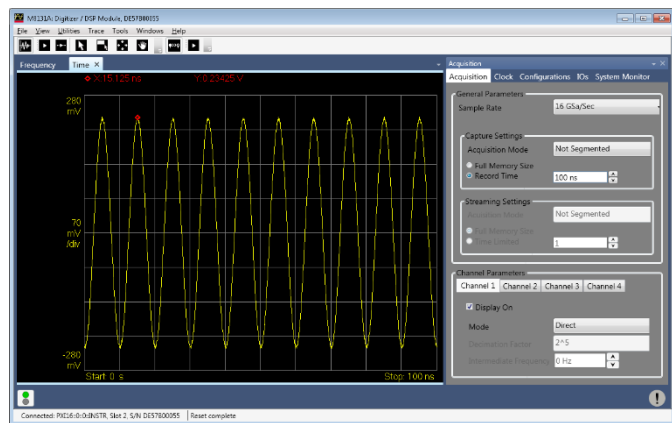 M8131A: Digitizer / DSP Module, DE57800055
File View Utilities Trace Tools Windows Help
Frequency Time ×
X:15.125 ns Y:0.20425 V
280
mV
70
mV
/div
-280
mV
Start 0 s Stop 100 ns
Acquisition
Acquisition Clock Configurations IOs System Monitor
General Parameters
Sample Rate 16 GSa/Sec
Capture Settings
Acquisition Mode Not Segmented
Full Memory Size
Record Time 100 ns
Streaming Settings
Acquisition Mode Not Segmented
Full Memory Size
Time Limited 1
Channel Parameters
Channel 1 Channel 2 Channel 3 Channel 4
Display On
Mode Direct
Decimation Factor 2^5
Intermediate Frequency 0 Hz
Connected: PXI16::0::0::INSTR, Slot 2, S/N DE57800055 Reset complete